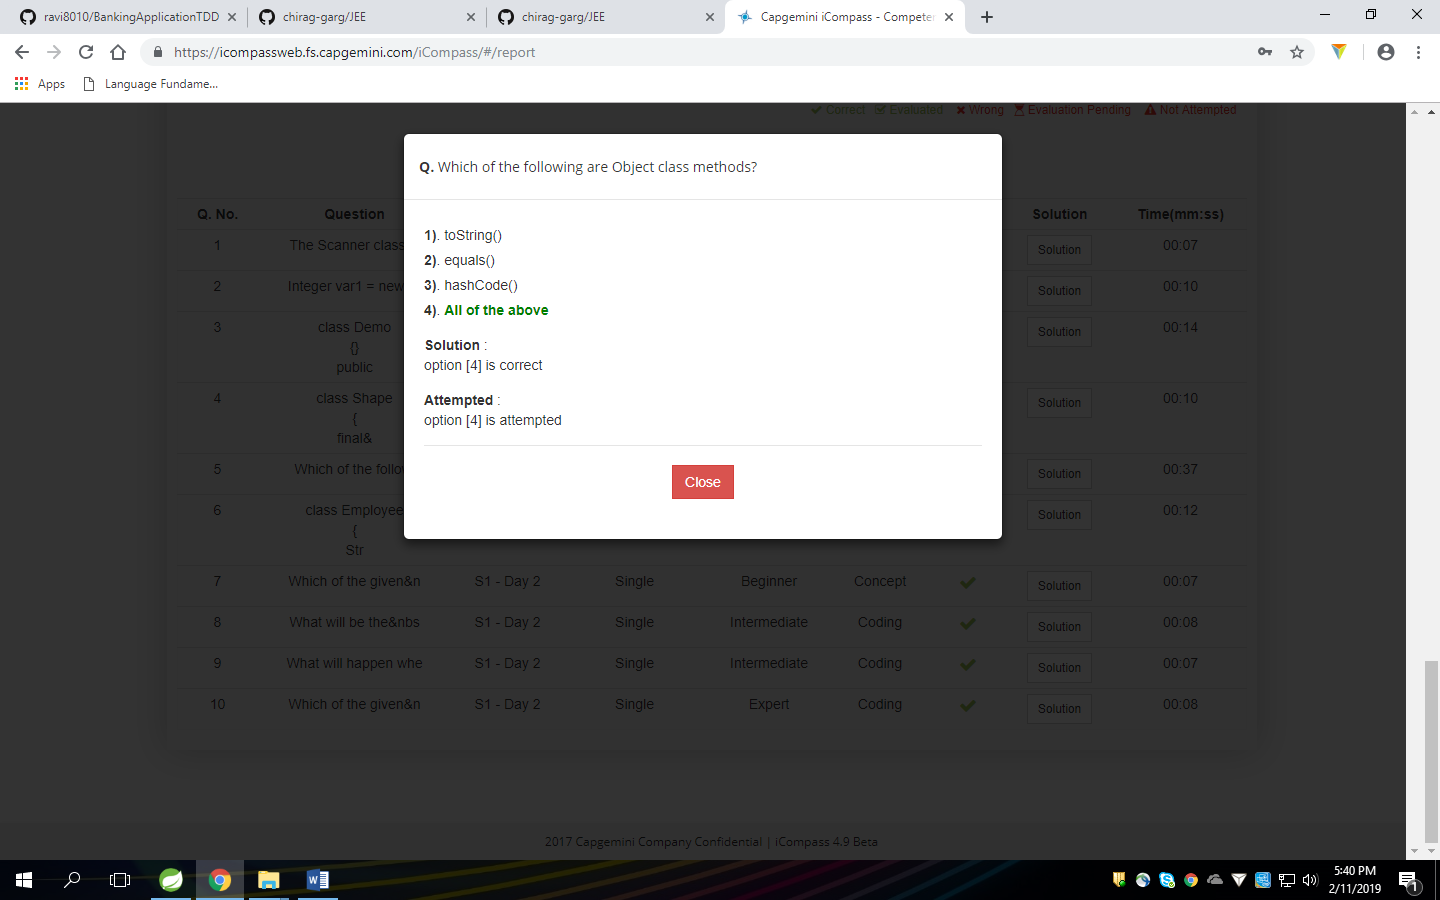 ravi8010/BankingApplicationTDD
chirag-garg/JEE
chirag-garg/JEE
Capgemini iCompass - Compete
https://icompassweb.fs.capgemini.com/iCompass/#/report
Apps
Language Fundame...
Correct Evaluated Wrong Evaluation Pending Not Attempted
Q. Which of the following are Object class methods?
1). toString()
2). equals()
3). hashCode()
4). All of the above
Solution :
option [4] is correct
Attempted :
option [4] is attempted
Close
Q. No. Question Solution Time(mm:ss)
1 The Scanner class Solution 00:07
2 Integer var1 = new Solution 00:10
3 class Demo Solution 00:14
{}
public
4 class Shape Solution 00:10
{
final&
5 Which of the follo Solution 00:37
6 class Employee Solution 00:12
{
Str
7 Which of the given&n S1 - Day 2 Single Beginner Concept Solution 00:07
8 What will be the&nbs S1 - Day 2 Single Intermediate Coding Solution 00:08
9 What will happen whe S1 - Day 2 Single Intermediate Coding Solution 00:07
10 Which of the given&n S1 - Day 2 Single Expert Coding Solution 00:08
2017 Capgemini Company Confidential | iCompass 4.9 Beta
5:40 PM
2/11/2019
1